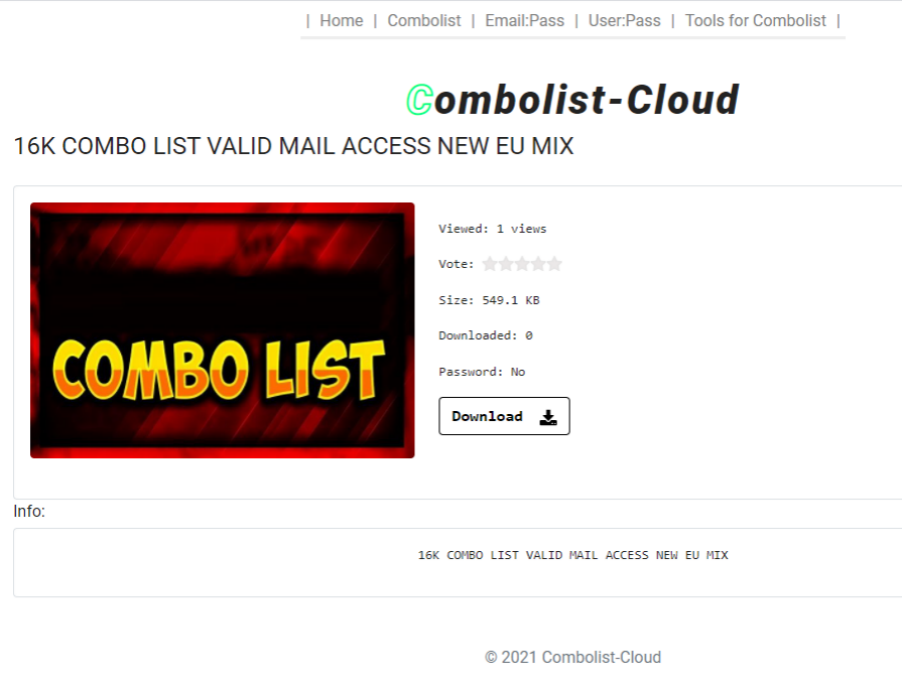 | Home | Combolist | Email:Pass | User:Pass | Tools for Combolist |
Combolist-Cloud
16K COMBO LIST VALID MAIL ACCESS NEW EU MIX
COMBO LIST
Viewed: 1 views
Vote:
Size: 549.1 KB
Downloaded: 0
Password: No
Download
Info:
16K COMBO LIST VALID MAIL ACCESS NEW EU MIX
© 2021 Combolist-Cloud